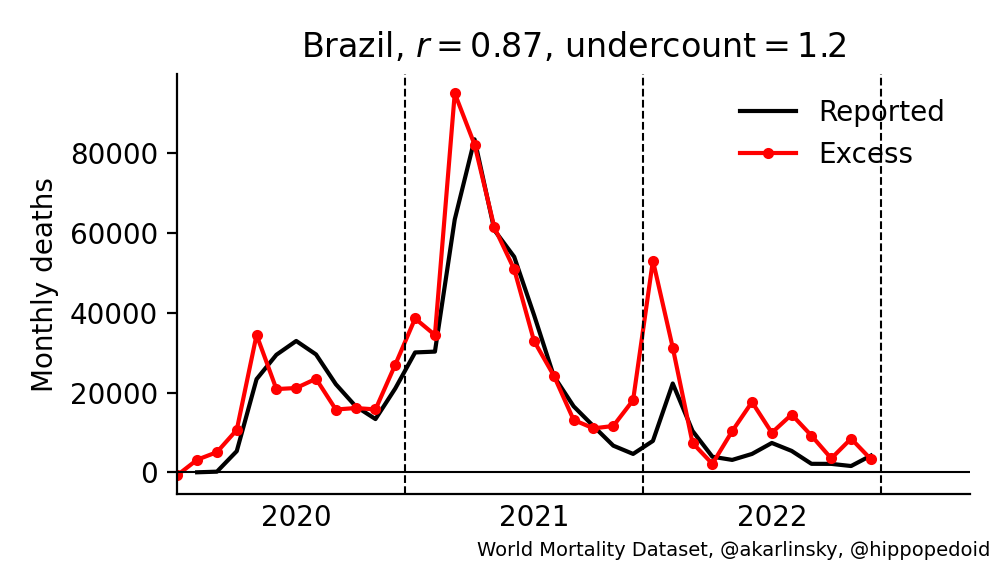 Brazil, r = 0.87, undercount = 1.2
Reported
Excess
Monthly deaths
80000
60000
40000
20000
0
2020 2021 2022
World Mortality Dataset, @akarlinsky, @hippopedoid